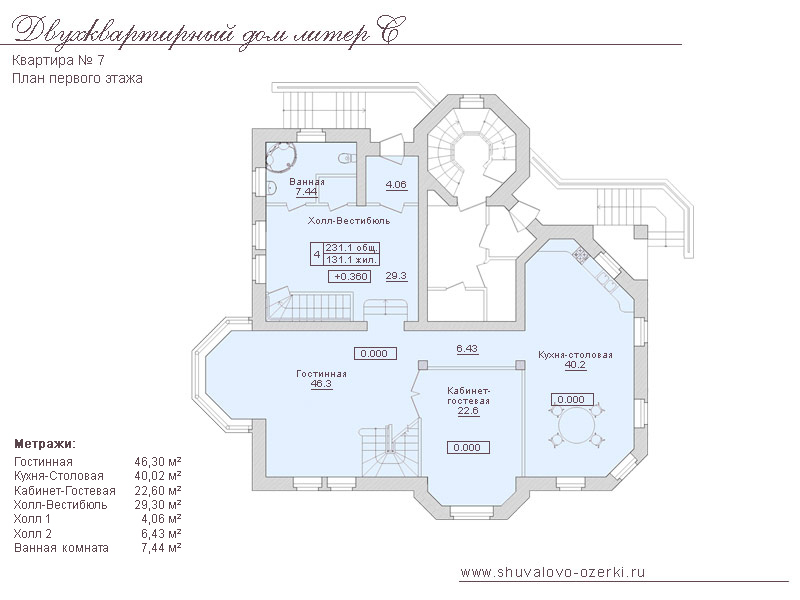 Двухквартирный дом литер С
Квартира № 7
План первого этажа
Ванная
7.44
4.06
Холл-Вестибюль
4
231.1 общ.
131.1 жил.
+0.360
29.3
0.000
6.43
Гостинная
46.3
Кухня-столовая
40.2
Кабинет-
гостевая
22.6
0.000
0.000
Метражи:
Гостинная 46,30 м²
Кухня-Столовая 40,02 м²
Кабинет-Гостевая 22,60 м²
Холл-Вестибюль 29,30 м²
Холл 1 4,06 м²
Холл 2 6,43 м²
Ванная комната 7,44 м²
www.shuvalovo-ozerki.ru